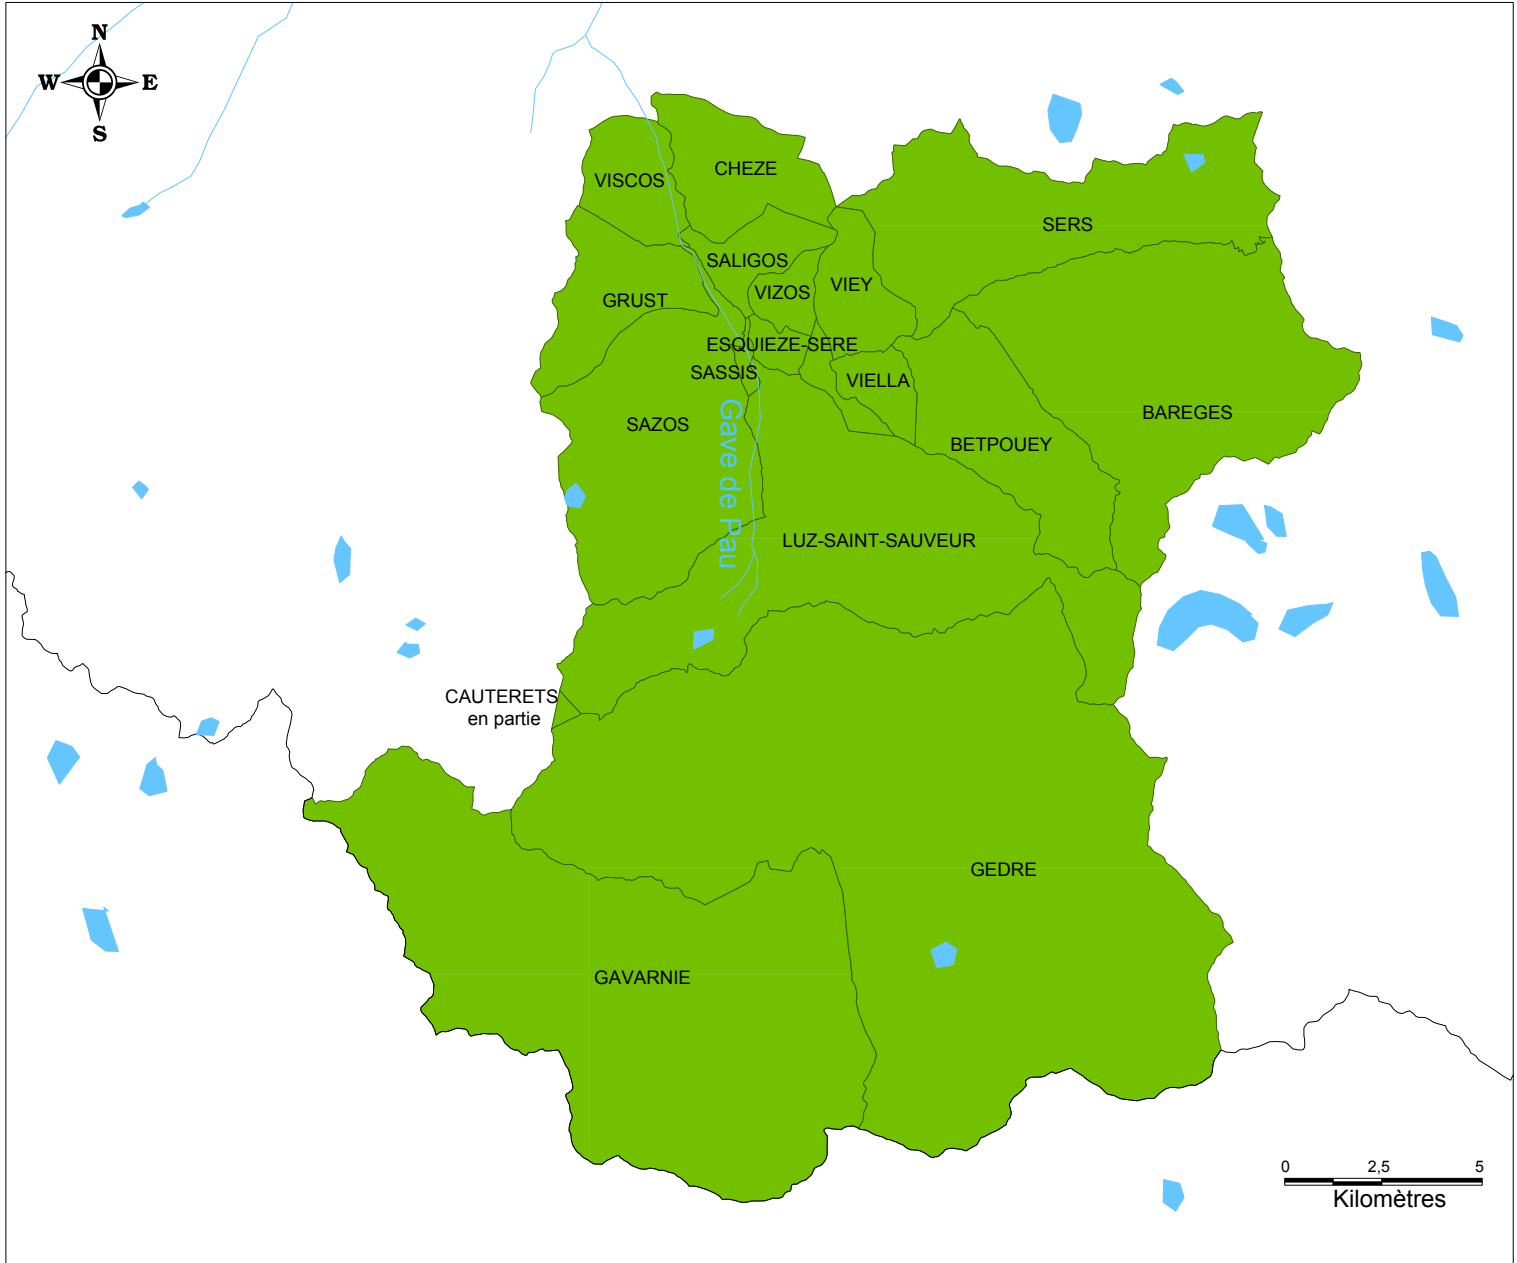 N
W E
S
CHEZE
VISCOS
SERS
SALIGOS
VIEY
VIZOS
GRUST
ESQUIEZE-SERE
SASSIS
VIELLA
BAREGES
SAZOS
BETPOUEY
Gave de Pau
LUZ-SAINT-SAUVEUR
CAUTERETS
en partie
GEDRE
GAVARNIE
0 2,5 5
Kilomètres